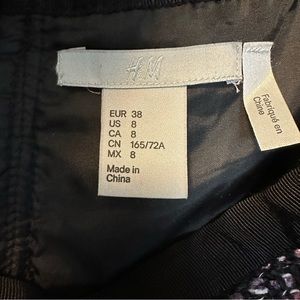 H&M
EUR 38
US 8
CA 8
CN 165/72A
MX 8
Made in
China
Fabriqué en
Chine